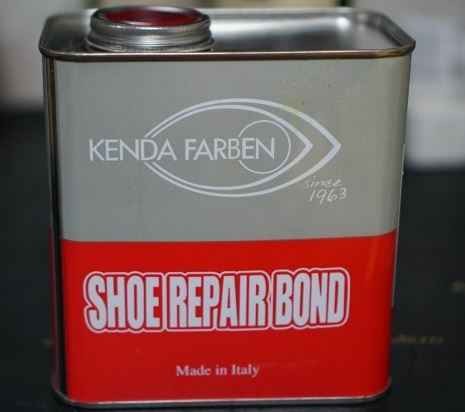 KENDA FARBEN
since
1963
SHOE REPAIR BOND
Made in Italy